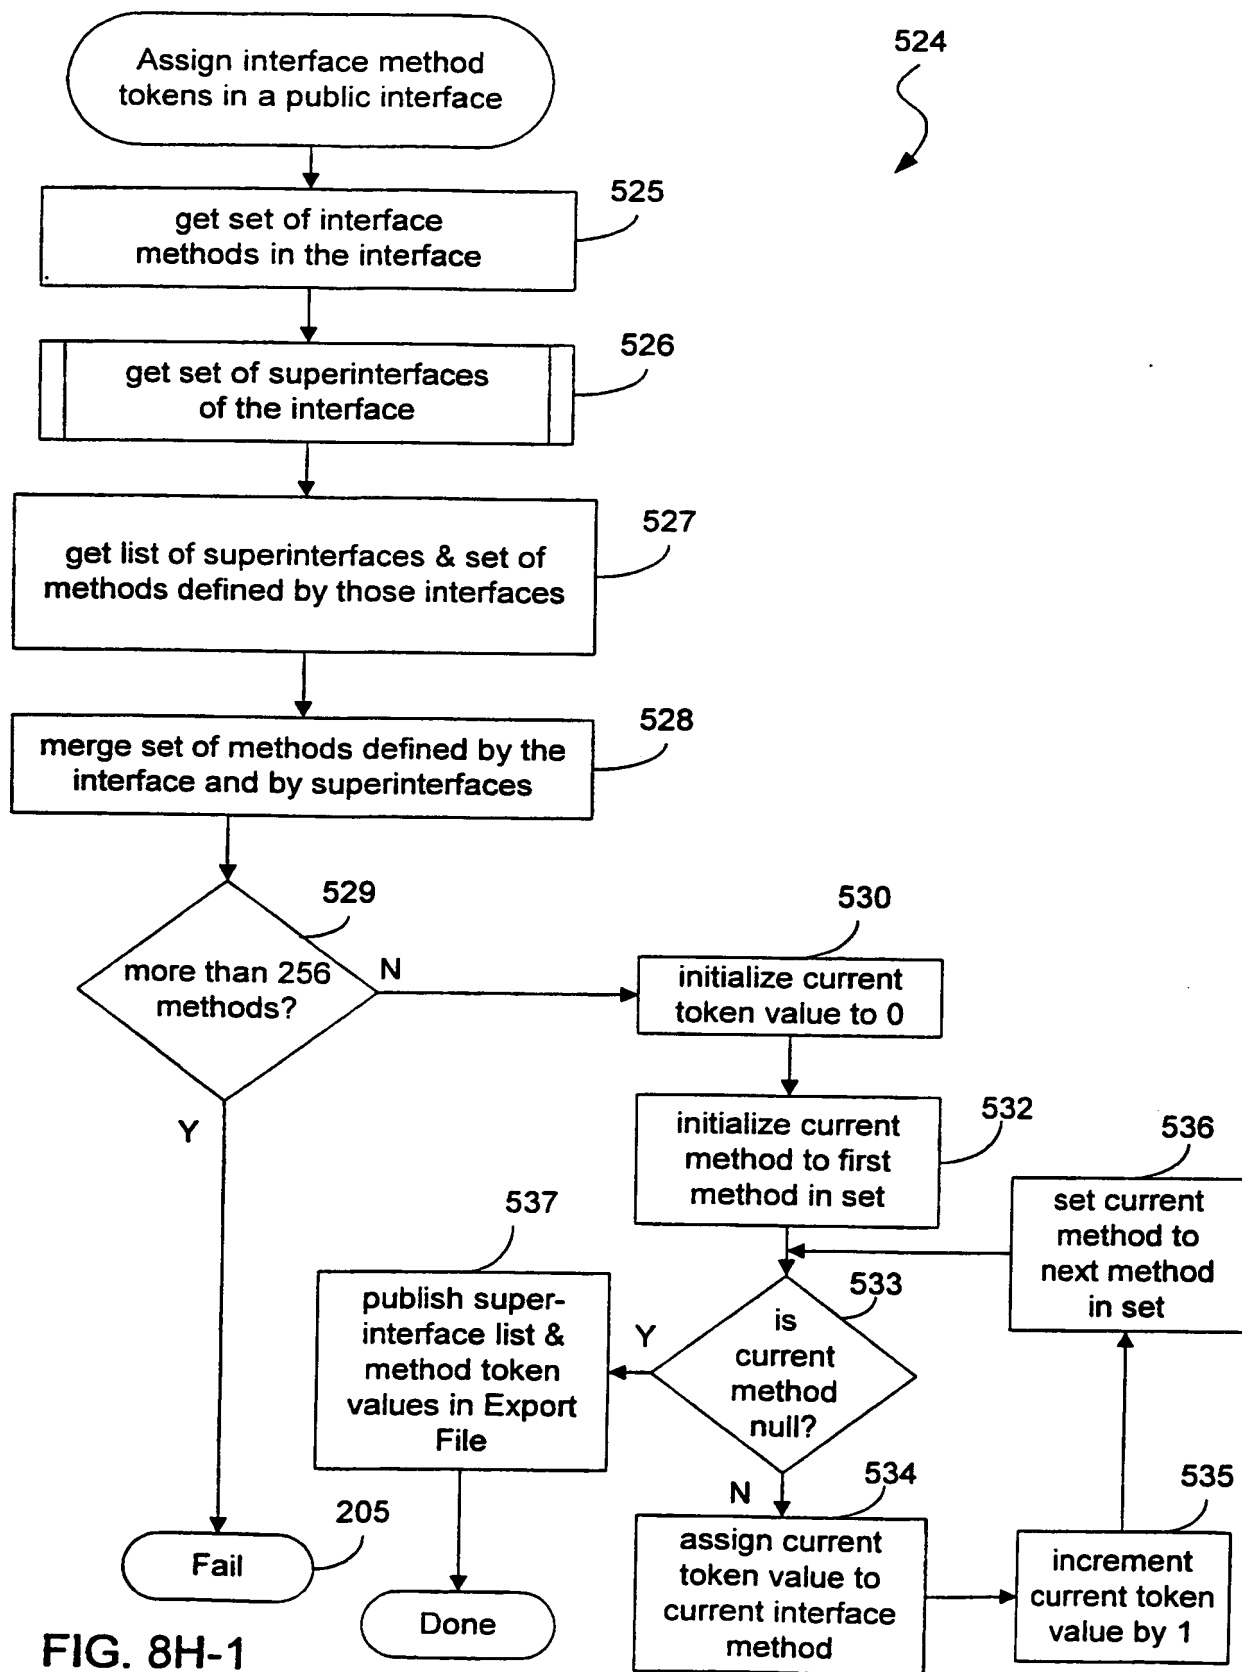 Assign interface method
tokens in a public interface
524
525
get set of interface
methods in the interface
526
get set of superinterfaces
of the interface
527
get list of superinterfaces & set of
methods defined by those interfaces
528
merge set of methods defined by the
interface and by superinterfaces
529
more than 256
methods?
N
Y
530
initialize current
token value to 0
532
initialize current
method to first
method in set
536
set current
method to
next method
in set
537
publish super-
interface list &
method token
values in Export
File
533
is
current
method
null?
Y
N
534
assign current
token value to
current interface
method
535
increment
current token
value by 1
205
Fail
Done
FIG. 8H-1